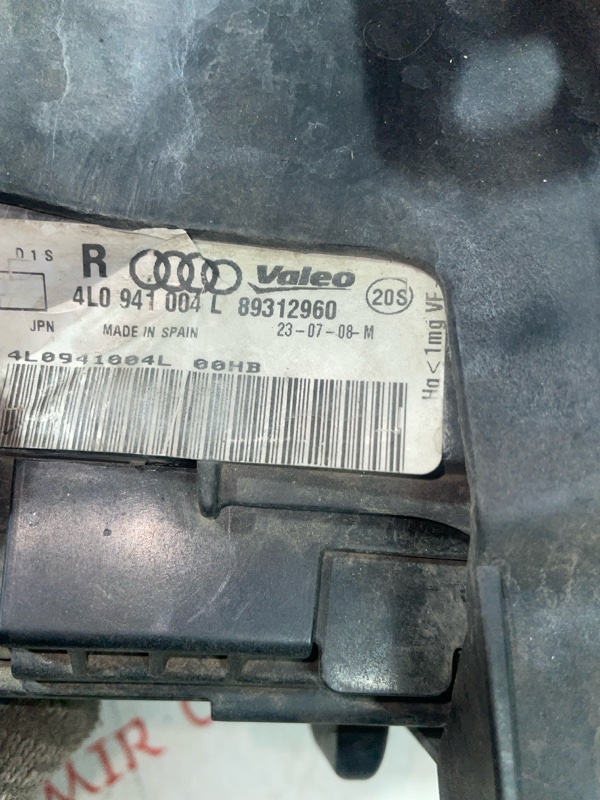 D1S R Valeo
4L0 941 004 L 89312960 20S
JPN MADE IN SPAIN 23-07-08-M
4L0941004L 00HB
Hg<1mg VF
MIR